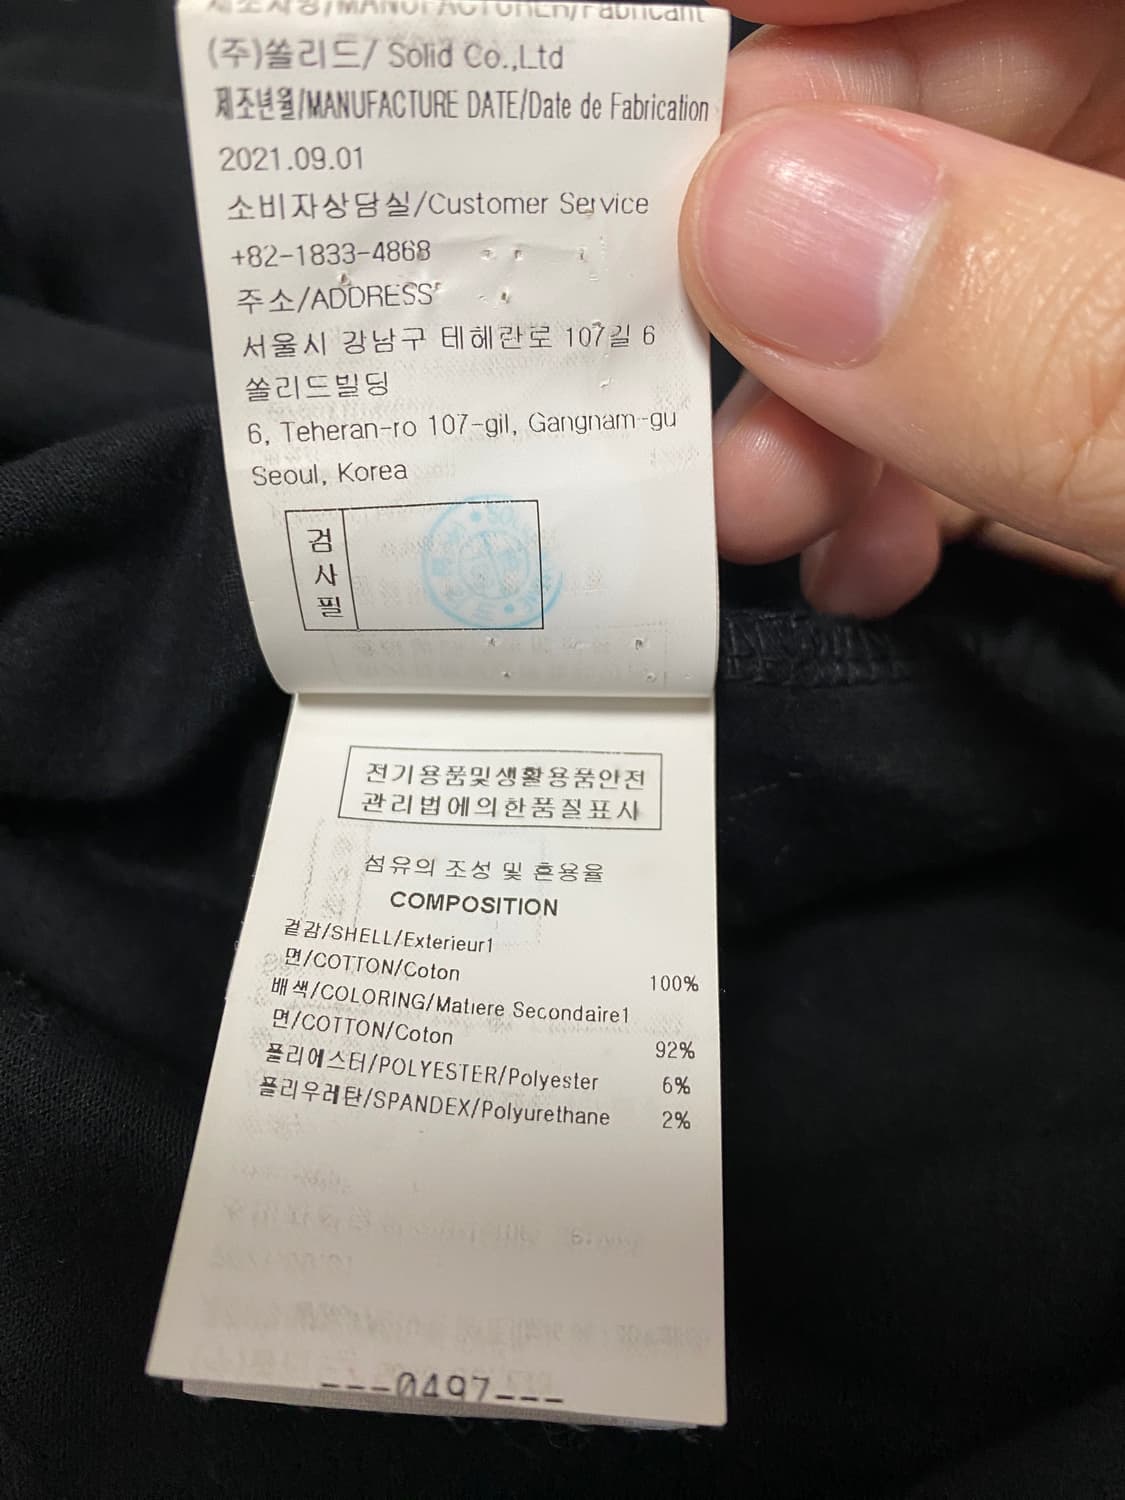 제조자명/MANUFACTURER/Fabricant
(주)쏠리드/ Solid Co.,Ltd
제조년월/MANUFACTURE DATE/Date de Fabrication
2021.09.01
소비자상담실/Customer Service
+82-1833-4868
주소/ADDRESS
서울시 강남구 테헤란로 107길 6
쏠리드빌딩
6, Teheran-ro 107-gil, Gangnam-gu
Seoul, Korea
검사필
전기용품및생활용품안전
관리법에의한품질표시
섬유의 조성 및 혼용율
COMPOSITION
겉감/SHELL/Exterieur1
면/COTTON/Coton 100%
배색/COLORING/Matiere Secondaire1
면/COTTON/Coton 92%
폴리에스터/POLYESTER/Polyester 6%
폴리우레탄/SPANDEX/Polyurethane 2%
---0497---